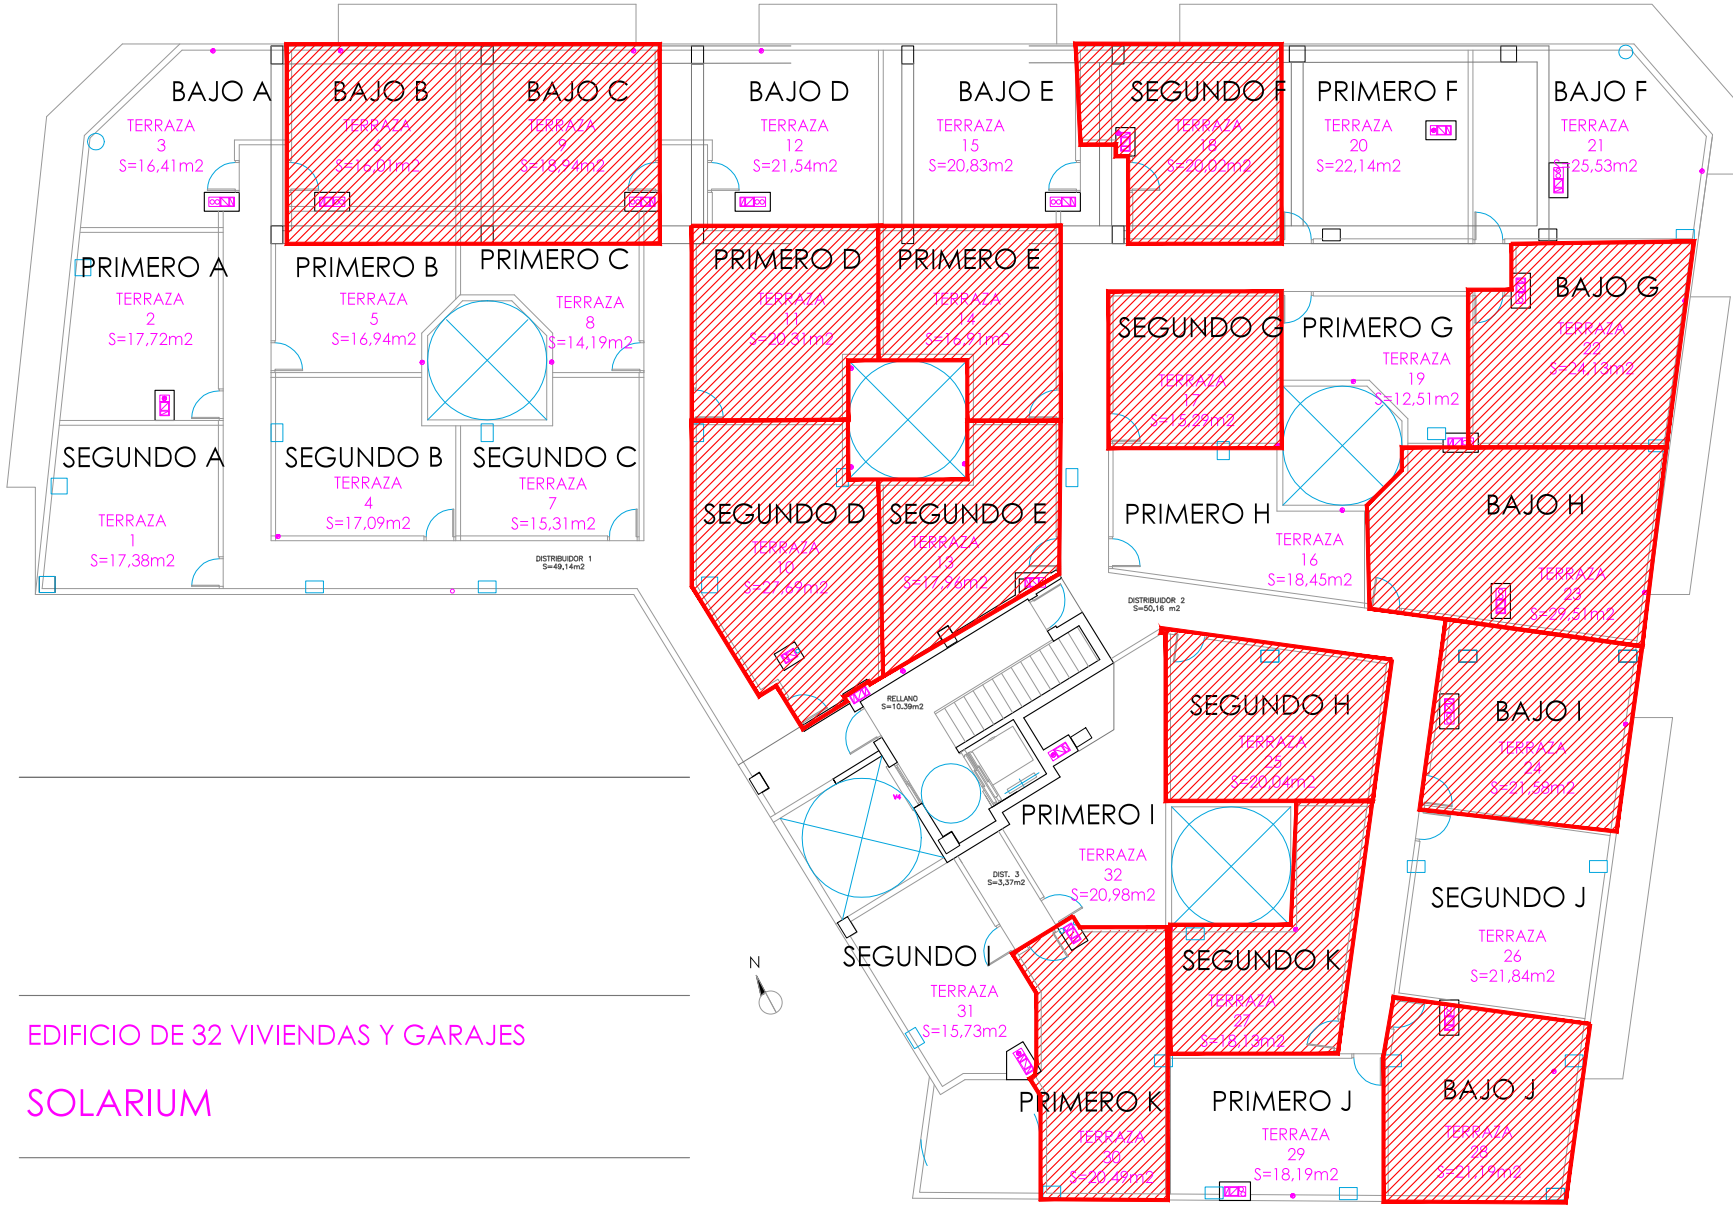 BAJO A
TERRAZA
3
S=16,41m2
BAJO B
TERRAZA
6
S=16,01m2
BAJO C
TERRAZA
9
S=18,94m2
BAJO D
TERRAZA
12
S=21,54m2
BAJO E
TERRAZA
15
S=20,83m2
SEGUNDO F
TERRAZA
18
S=20,02m2
PRIMERO F
TERRAZA
20
S=22,14m2
BAJO F
TERRAZA
21
S=25,53m2
PRIMERO A
TERRAZA
2
S=17,72m2
PRIMERO B
TERRAZA
5
S=16,94m2
PRIMERO C
TERRAZA
8
S=14,19m2
PRIMERO D
TERRAZA
11
S=20,31m2
PRIMERO E
TERRAZA
14
S=16,91m2
SEGUNDO G
TERRAZA
17
S=15,29m2
PRIMERO G
TERRAZA
19
S=12,51m2
BAJO G
TERRAZA
22
S=24,13m2
SEGUNDO A
TERRAZA
1
S=17,38m2
SEGUNDO B
TERRAZA
4
S=17,09m2
SEGUNDO C
TERRAZA
7
S=15,31m2
SEGUNDO D
TERRAZA
10
S=27,69m2
SEGUNDO E
TERRAZA
13
S=17,96m2
PRIMERO H
TERRAZA
16
S=18,45m2
BAJO H
TERRAZA
23
S=29,51m2
DISTRIBUIDOR 1
S=49,14m2
DISTRIBUIDOR 2
S=50,16 m2
RELLANO
S=10.39m2
SEGUNDO H
TERRAZA
25
S=20,04m2
BAJO I
TERRAZA
24
S=21,58m2
PRIMERO I
TERRAZA
32
S=20,98m2
DIST. 3
S=3,37m2
SEGUNDO J
TERRAZA
26
S=21,84m2
SEGUNDO I
TERRAZA
31
S=15,73m2
SEGUNDO K
TERRAZA
27
S=18,13m2
N
PRIMERO K
TERRAZA
30
S=20,49m2
PRIMERO J
TERRAZA
29
S=18,19m2
BAJO J
TERRAZA
28
S=21,19m2
EDIFICIO DE 32 VIVIENDAS Y GARAJES
SOLARIUM